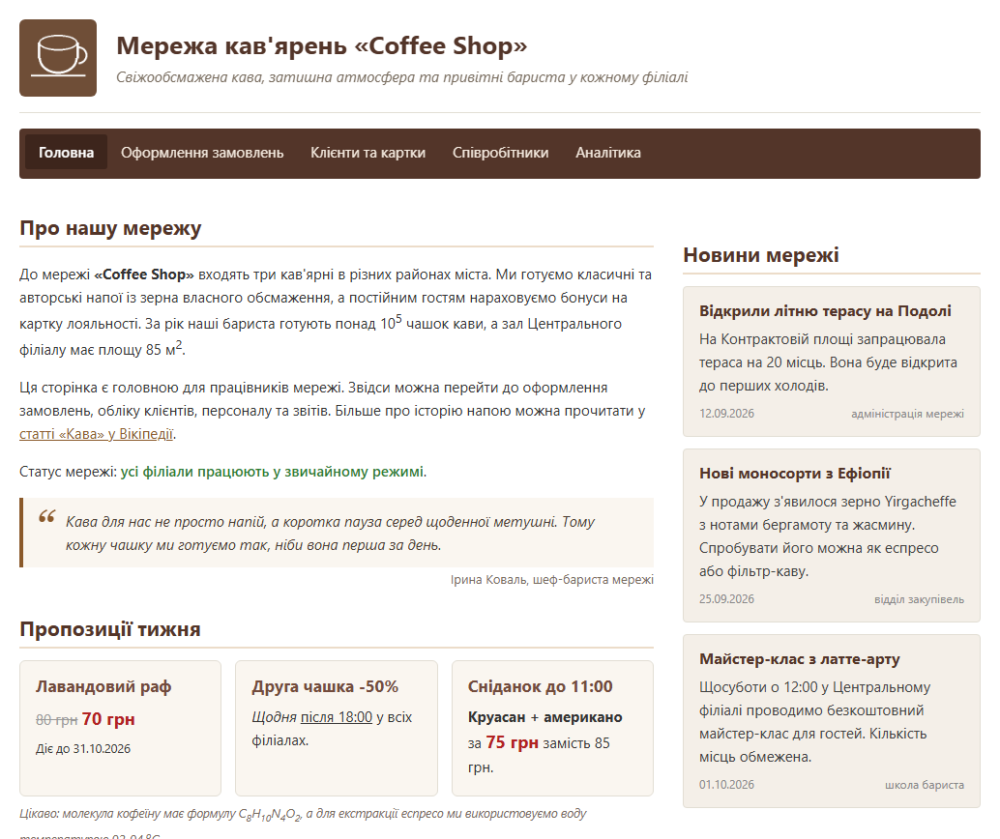 Мережа кав'ярень «Coffee Shop»
Свіжообсмажена кава, затишна атмосфера та привітні бариста у кожному філіалі
Головна
Оформлення замовлень
Клієнти та картки
Співробітники
Аналітика
Про нашу мережу
До мережі «Coffee Shop» входять три кав'ярні в різних районах міста. Ми готуємо класичні та
авторські напої із зерна власного обсмаження, а постійним гостям нараховуємо бонуси на
картку лояльності. За рік наші бариста готують понад 10⁵ чашок кави, а зал Центрального
філіалу має площу 85 м².
Ця сторінка є головною для працівників мережі. Звідси можна перейти до оформлення
замовлень, обліку клієнтів, персоналу та звітів. Більше про історію напою можна прочитати у
статті «Кава» у Вікіпедії.
Статус мережі: усі філіали працюють у звичайному режимі.
“ Кава для нас не просто напій, а коротка пауза серед щоденної метушні. Тому
кожну чашку ми готуємо так, ніби вона перша за день.
Ірина Коваль, шеф-бариста мережі
Пропозиції тижня
Лавандовий раф
80 грн 70 грн
Діє до 31.10.2026
Друга чашка -50%
Щодня після 18:00 у всіх
філіалах.
Сніданок до 11:00
Круасан + американо
за 75 грн замість 85
грн.
Цікаво: молекула кофеїну має формулу C₈H₁₀N₄O₂, а для екстракції еспресо ми використовуємо воду
Новини мережі
Відкрили літню терасу на Подолі
На Контрактовій площі запрацювала
тераса на 20 місць. Вона буде відкрита
до перших холодів.
12.09.2026
адміністрація мережі
Нові моносорти з Ефіопії
У продажу з'явилося зерно Yirgacheffe
з нотами бергамоту та жасмину.
Спробувати його можна як еспресо
або фільтр-каву.
25.09.2026
відділ закупівель
Майстер-клас з латте-арту
Щосуботи о 12:00 у Центральному
філіалі проводимо безкоштовний
майстер-клас для гостей. Кількість
місць обмежена.
01.10.2026
школа бариста